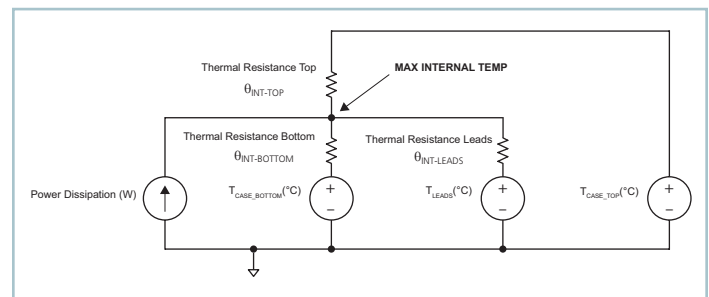 Thermal Resistance Top
θINT-TOP
MAX INTERNAL TEMP
Thermal Resistance Bottom
θINT-BOTTOM
Thermal Resistance Leads
θINT-LEADS
Power Dissipation (W)
TCASE_BOTTOM(°C)
+
–
TLEADS(°C)
+
–
TCASE_TOP(°C)
+
–